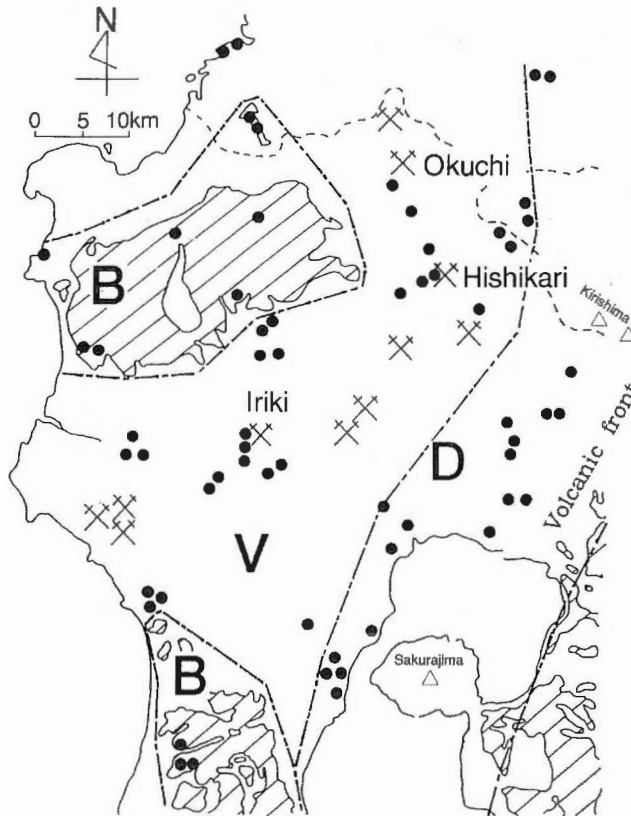 N
0 5 10km
Okuchi
B
Hishikari
Kirishima
Iriki
D
Volcanic front
V
B
Sakurajima